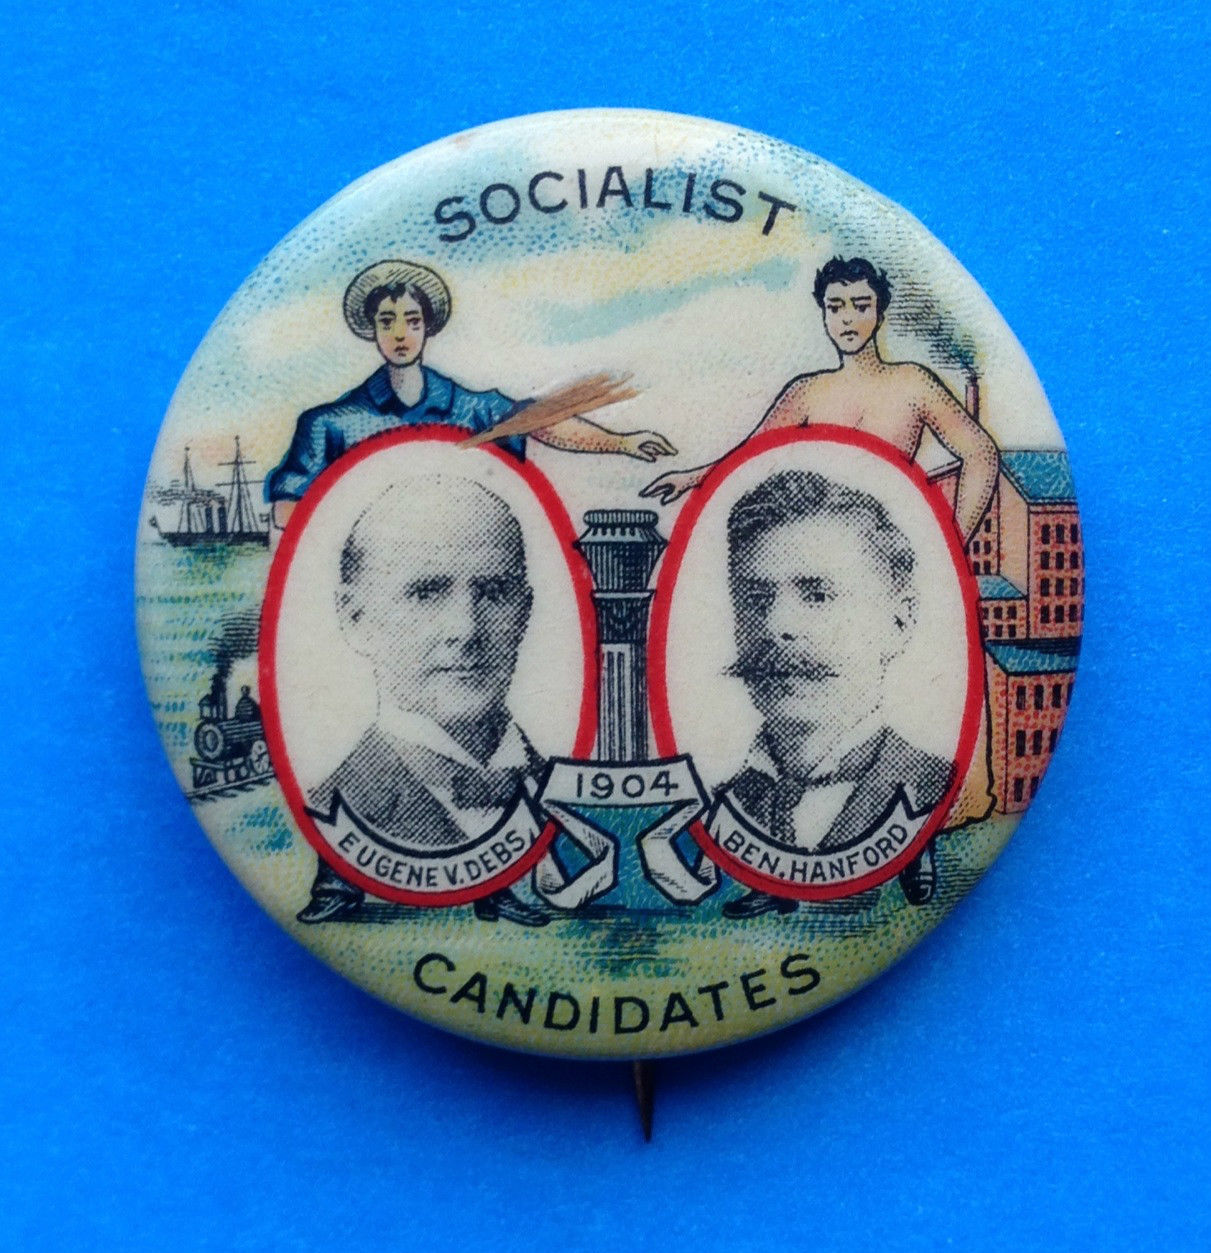 SOCIALIST
1904
EUGENE V. DEBS
BEN. HANFORD
CANDIDATES